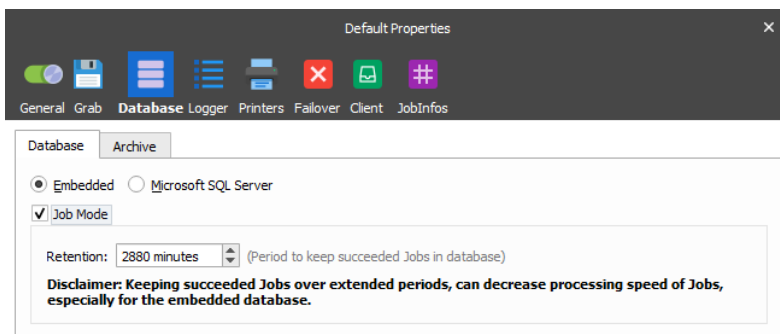 Default Properties
General Grab Database Logger Printers Failover Client JobInfos
Database Archive
Embedded Microsoft SQL Server
Job Mode
Retention: 2880 minutes (Period to keep succeeded Jobs in database)
Disclaimer: Keeping succeeded Jobs over extended periods, can decrease processing speed of Jobs,
especially for the embedded database.